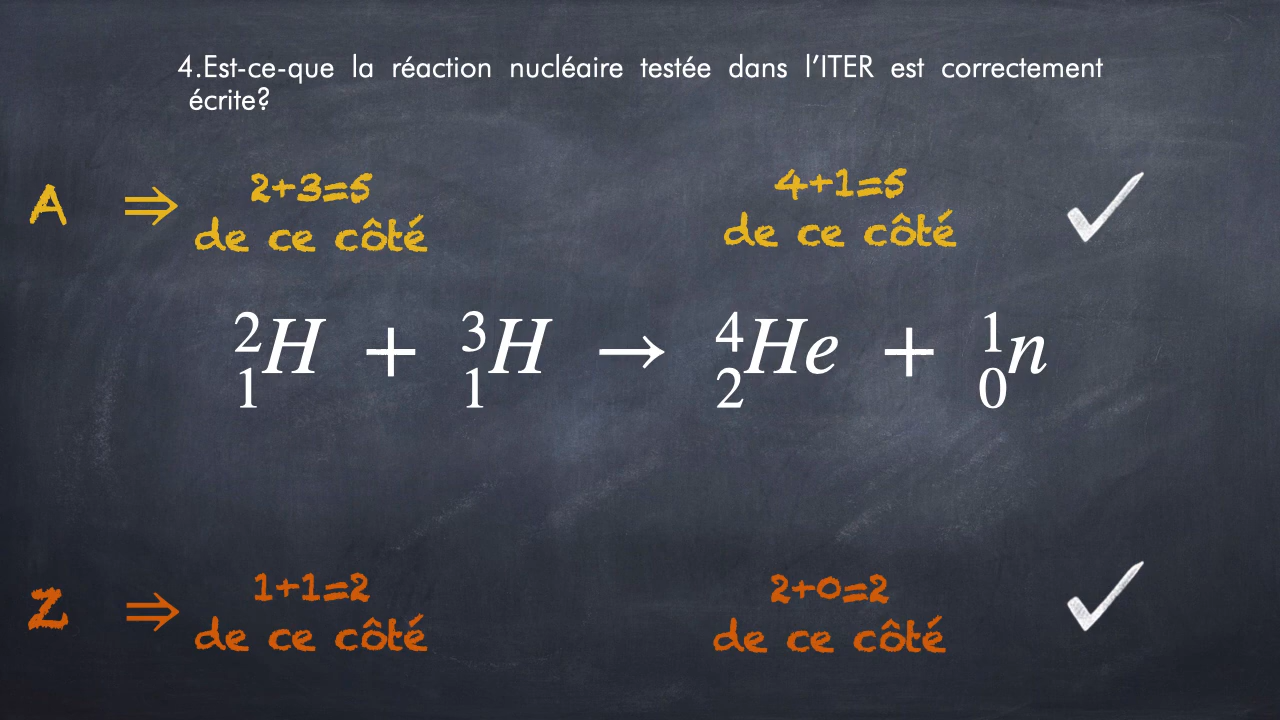 4.Est-ce-que la réaction nucléaire testée dans l'ITER est correctement
écrite?
A ⇒ 2+3=5 4+1=5
de ce côté de ce côté
²₁H + ³₁H → ⁴₂He + ¹₀n
Z ⇒ 1+1=2 2+0=2
de ce côté de ce côté